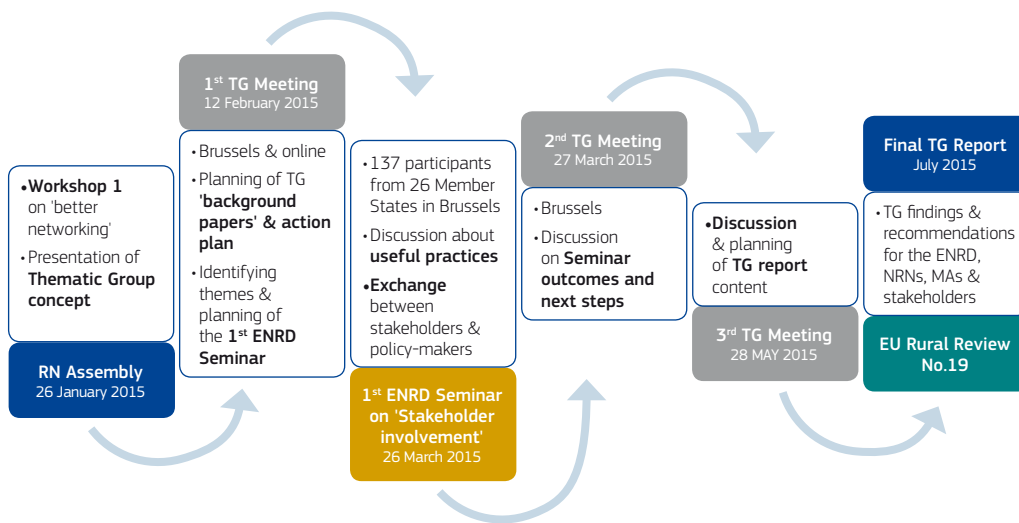 •Workshop 1
on 'better
networking'
•Presentation of
Thematic Group
concept
RN Assembly
26 January 2015
1st TG Meeting
12 February 2015
•Brussels & online
•Planning of TG
'background
papers' & action
plan
•Identifying
themes &
planning of
the 1st ENRD
Seminar
•137 participants
from 26 Member
States in Brussels
•Discussion about
useful practices
•Exchange
between
stakeholders &
policy-makers
1st ENRD Seminar
on 'Stakeholder
involvement'
26 March 2015
2nd TG Meeting
27 March 2015
•Brussels
•Discussion
on Seminar
outcomes and
next steps
•Discussion
& planning
of TG report
content
3rd TG Meeting
28 MAY 2015
Final TG Report
July 2015
•TG findings &
recommendations
for the ENRD,
NRNs, MAs &
stakeholders
EU Rural Review
No.19